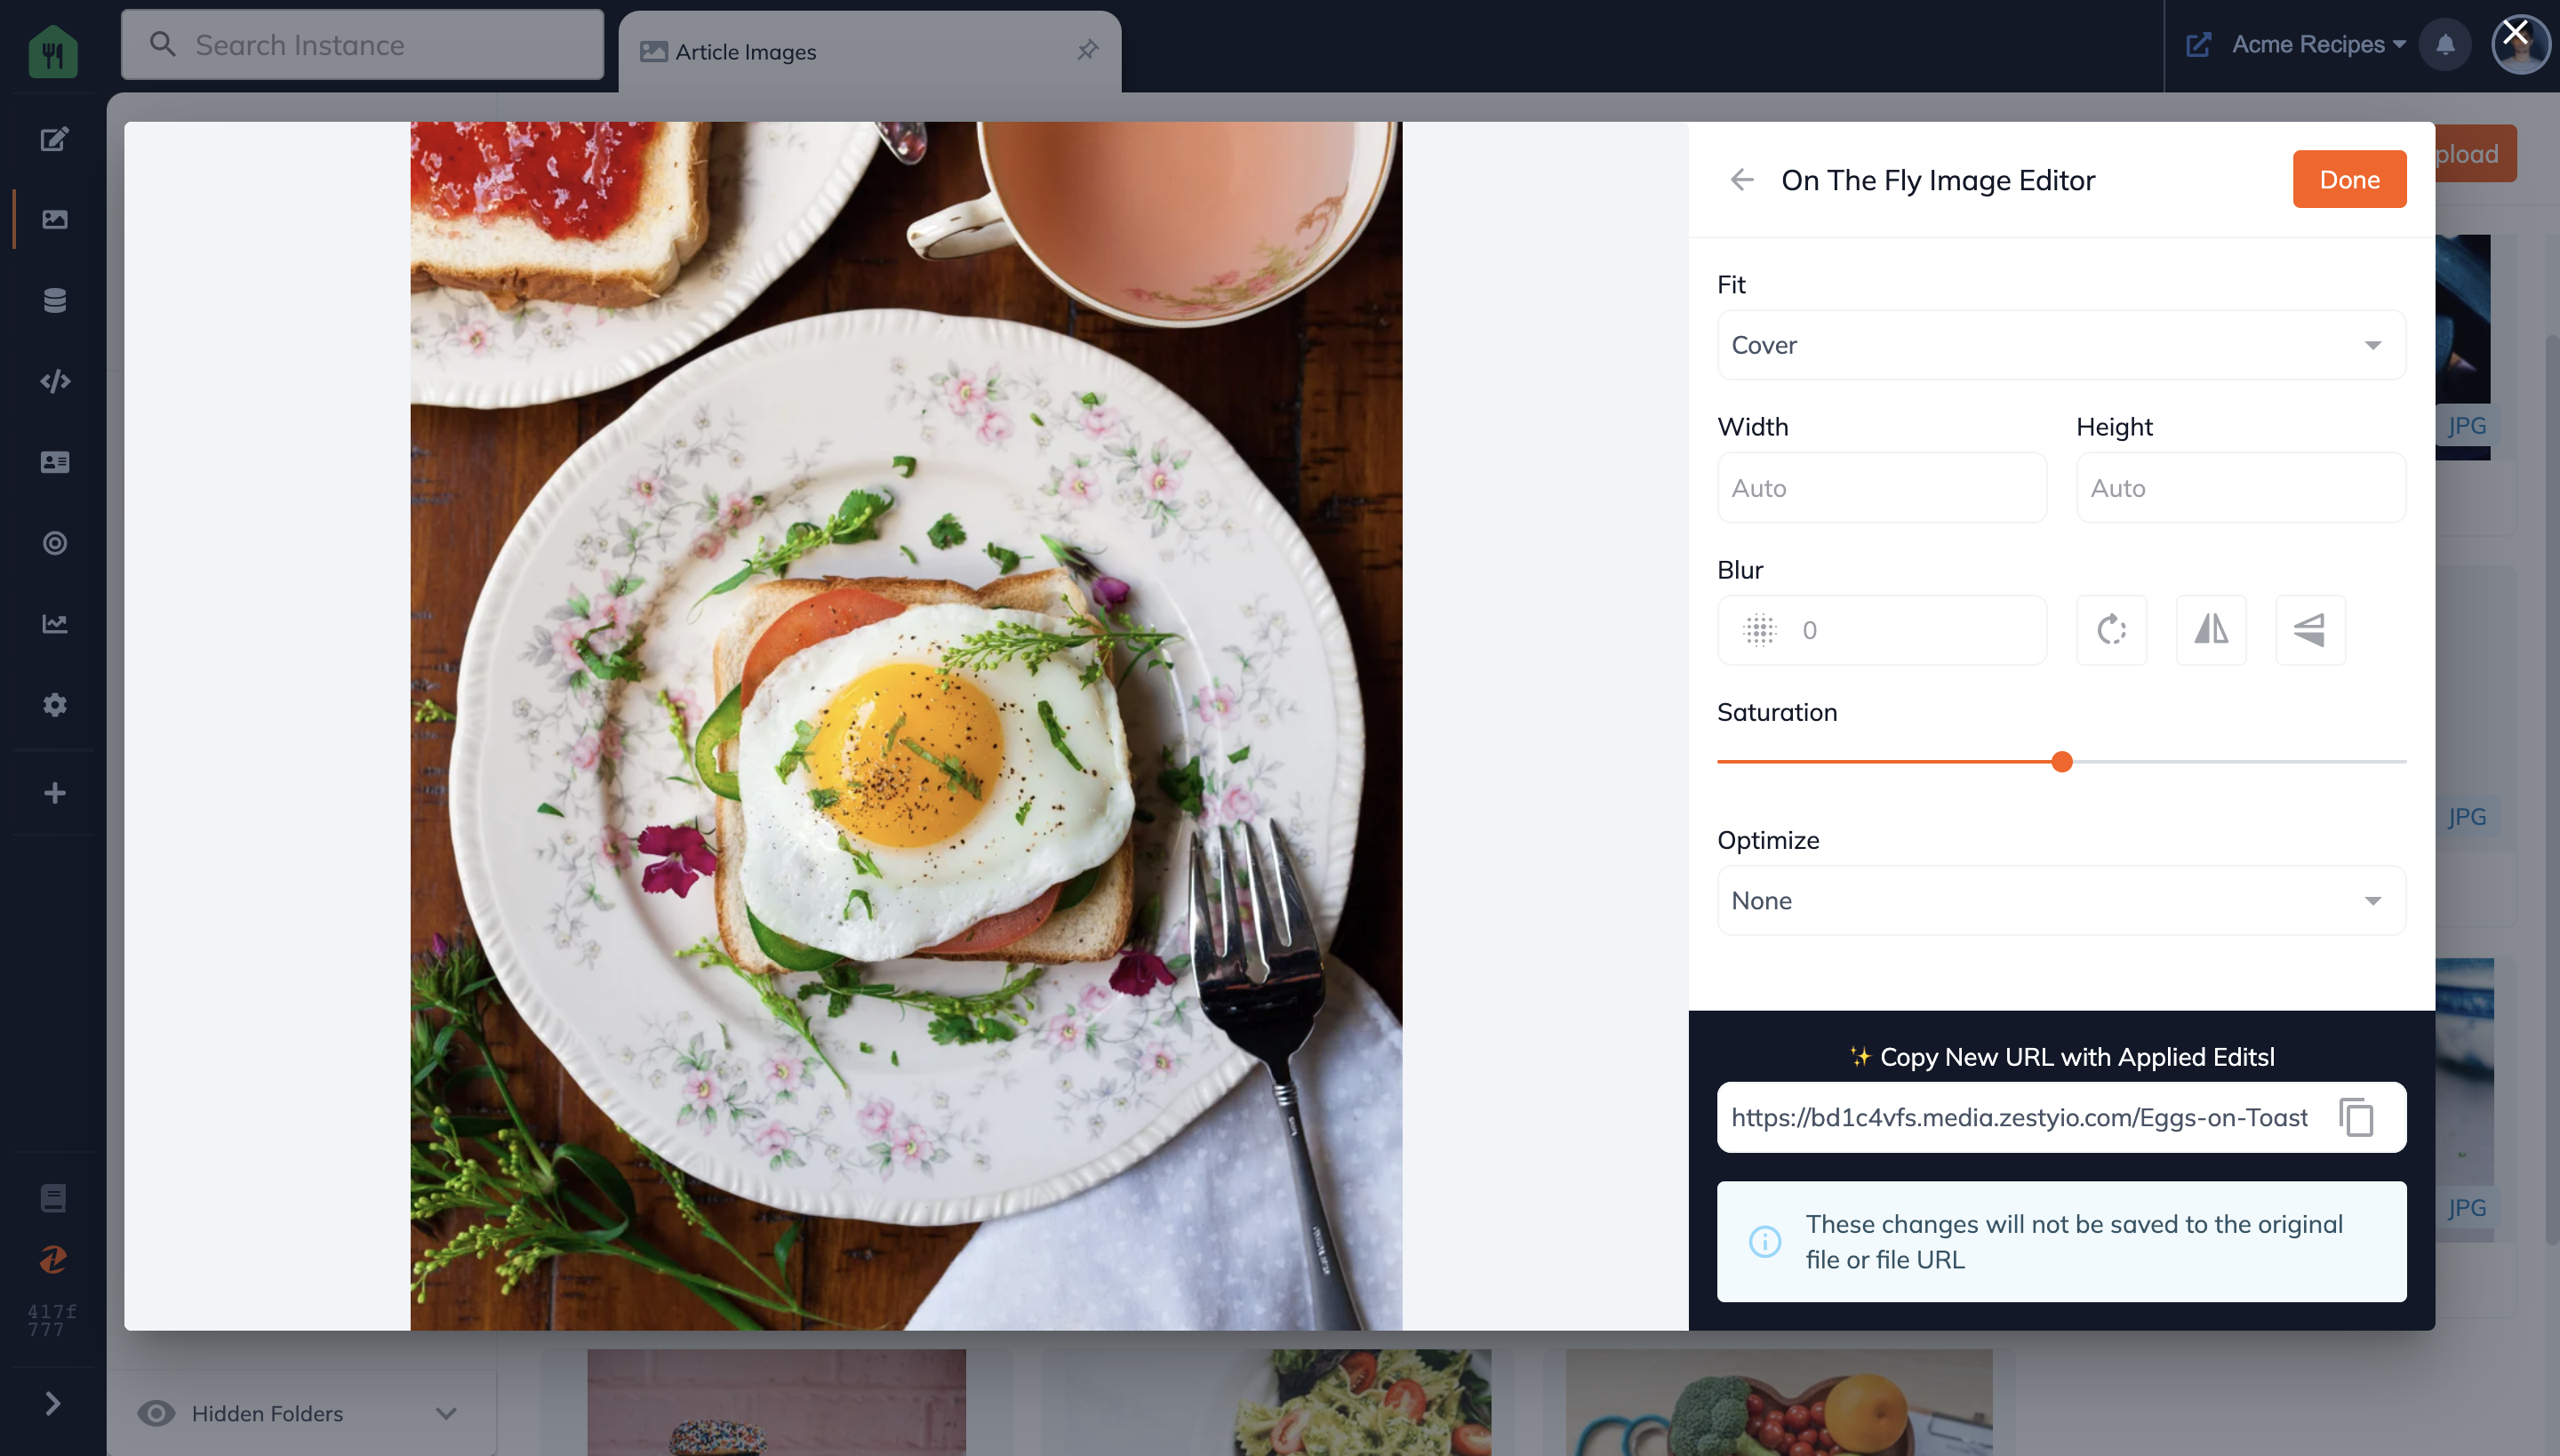 Search Instance
Article Images
Acme Recipes
pload
On The Fly Image Editor
Done
Fit
Cover
Width
Height
Auto
Auto
Blur
0
Saturation
Optimize
None
✨ Copy New URL with Applied Edits!
https://bd1c4vfs.media.zestyio.com/Eggs-on-Toast
These changes will not be saved to the original
file or file URL
JPG
JPG
JPG
417f
777
Hidden Folders